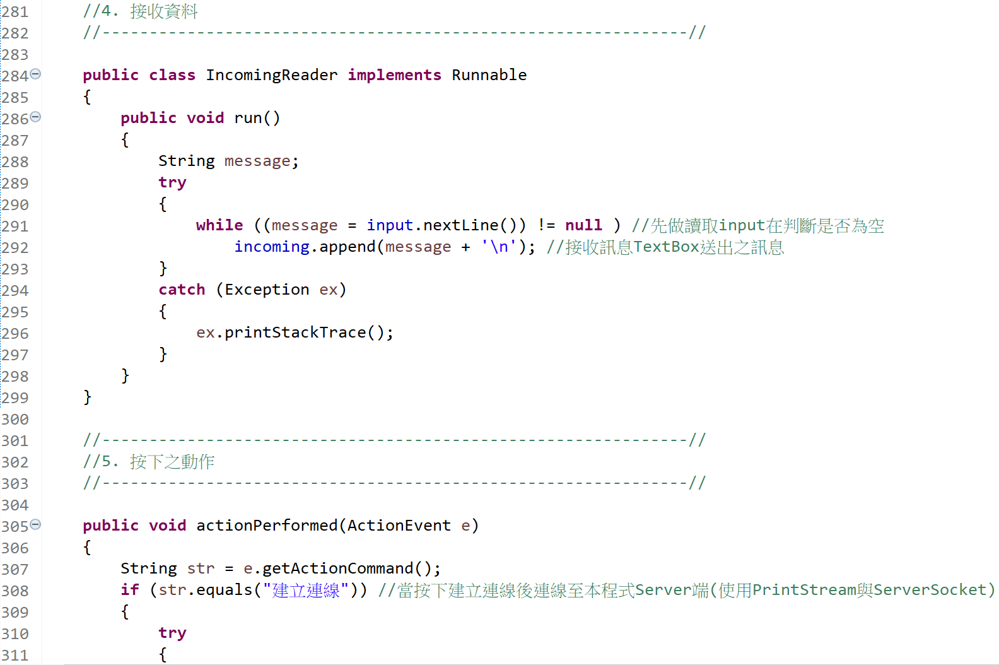 281 //4. 接收資料
282 //--------------------------------------------------------------//
283
284 public class IncomingReader implements Runnable
285 {
286 public void run()
287 {
288 String message;
289 try
290 {
291 while ((message = input.nextLine()) != null ) //先做讀取input在判斷是否為空
292 incoming.append(message + '\n'); //接收訊息TextBox送出之訊息
293 }
294 catch (Exception ex)
295 {
296 ex.printStackTrace();
297 }
298 }
299 }
300
301 //--------------------------------------------------------------//
302 //5. 按下之動作
303 //--------------------------------------------------------------//
304
305 public void actionPerformed(ActionEvent e)
306 {
307 String str = e.getActionCommand();
308 if (str.equals("建立連線")) //當按下建立連線後連線至本程式Server端(使用PrintStream與ServerSocket)
309 {
310 try
311 {